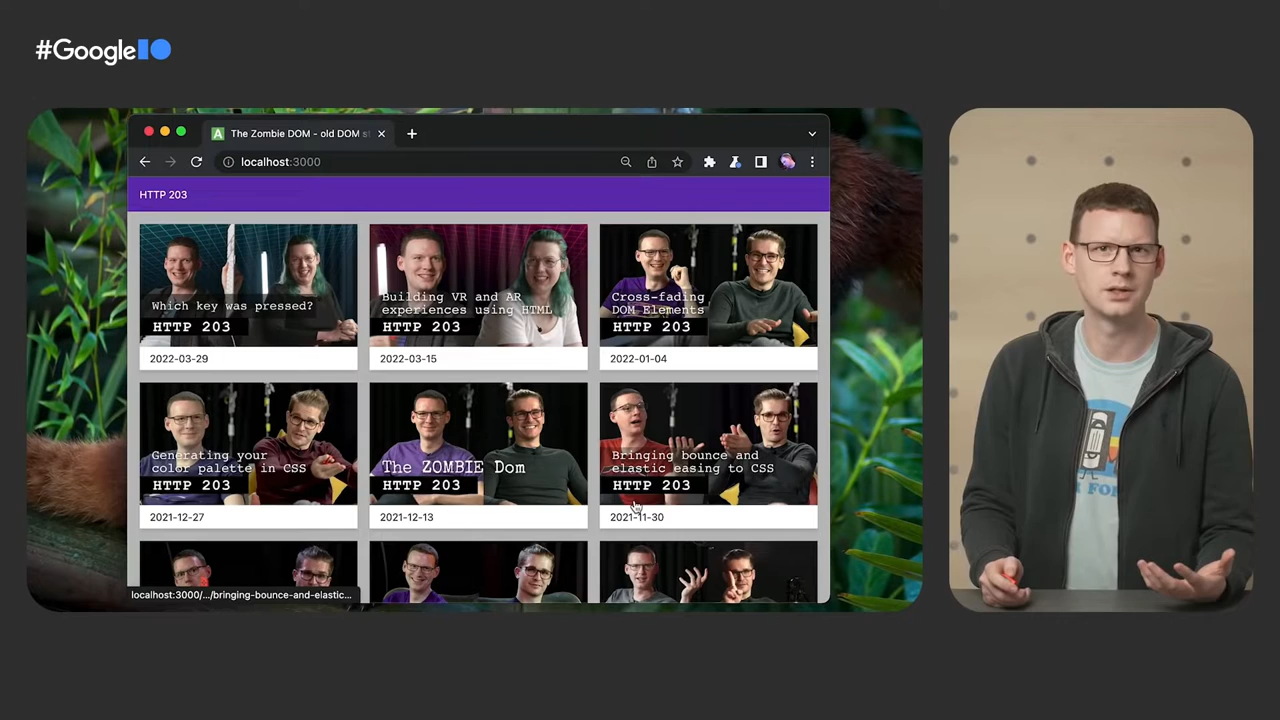 #GoogleIO
The Zombie DOM - old DOM st
localhost:3000
HTTP 203
Which key was pressed?
HTTP 203
2022-03-29
Building VR and AR
experiences using HTML
HTTP 203
2022-03-15
Cross-fading
DOM Elements
HTTP 203
2022-01-04
Generating your
color palette in CSS
HTTP 203
2021-12-27
The ZOMBIE Dom
HTTP 203
2021-12-13
Bringing bounce and
elastic easing to CSS
HTTP 203
2021-11-30
localhost:3000/.../bringing-bounce-and-elastic...